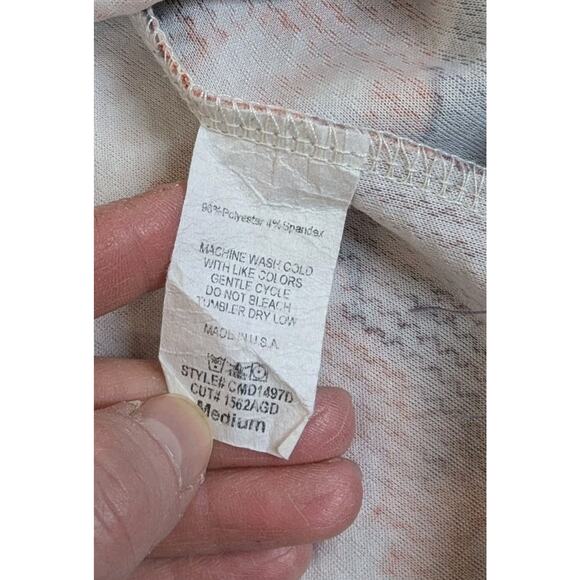 96%Polyester 4%Spandex
MACHINE WASH COLD
WITH LIKE COLORS
GENTLE CYCLE
DO NOT BLEACH
TUMBLER DRY LOW
MADE IN U.S.A
STYLE# CMD1497D
CUT# 1562AGD
Medium